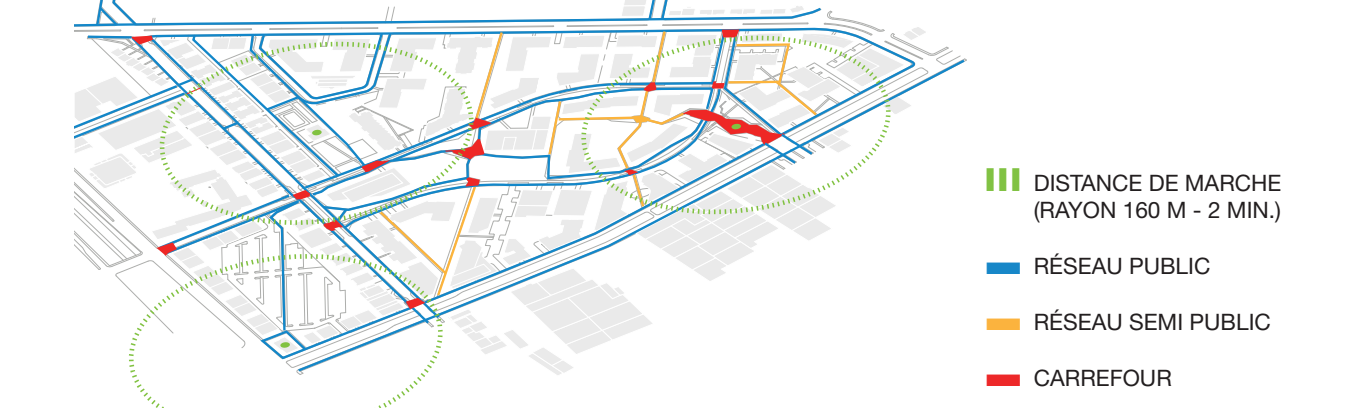 DISTANCE DE MARCHE
(RAYON 160 M - 2 MIN.)
RÉSEAU PUBLIC
RÉSEAU SEMI PUBLIC
CARREFOUR